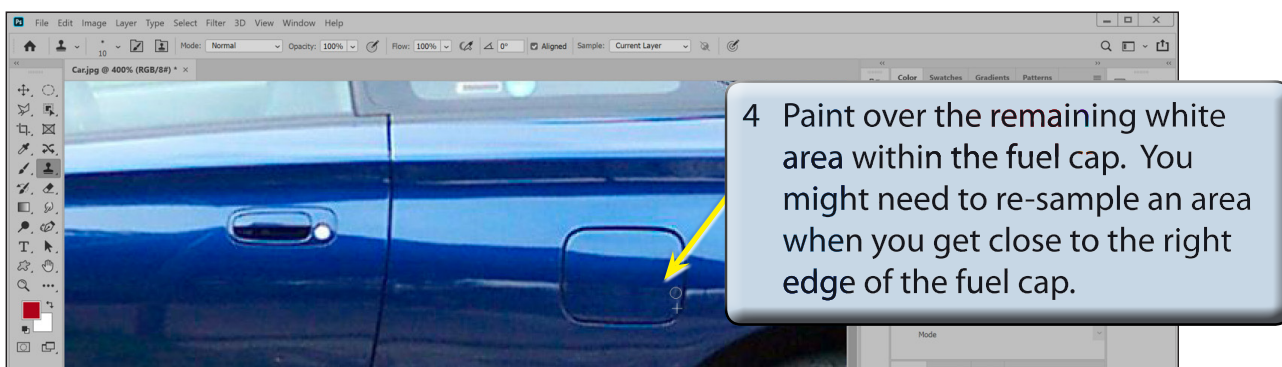 Ps File Edit Image Layer Type Select Filter 3D View Window Help
10 Mode: Normal Opacity: 100% Flow: 100% 0° Aligned Sample: Current Layer
Car.jpg @ 400% (RGB/8#) * ×
Color Swatches Gradients Patterns
4 Paint over the remaining white
area within the fuel cap. You
might need to re-sample an area
when you get close to the right
edge of the fuel cap.
Mode